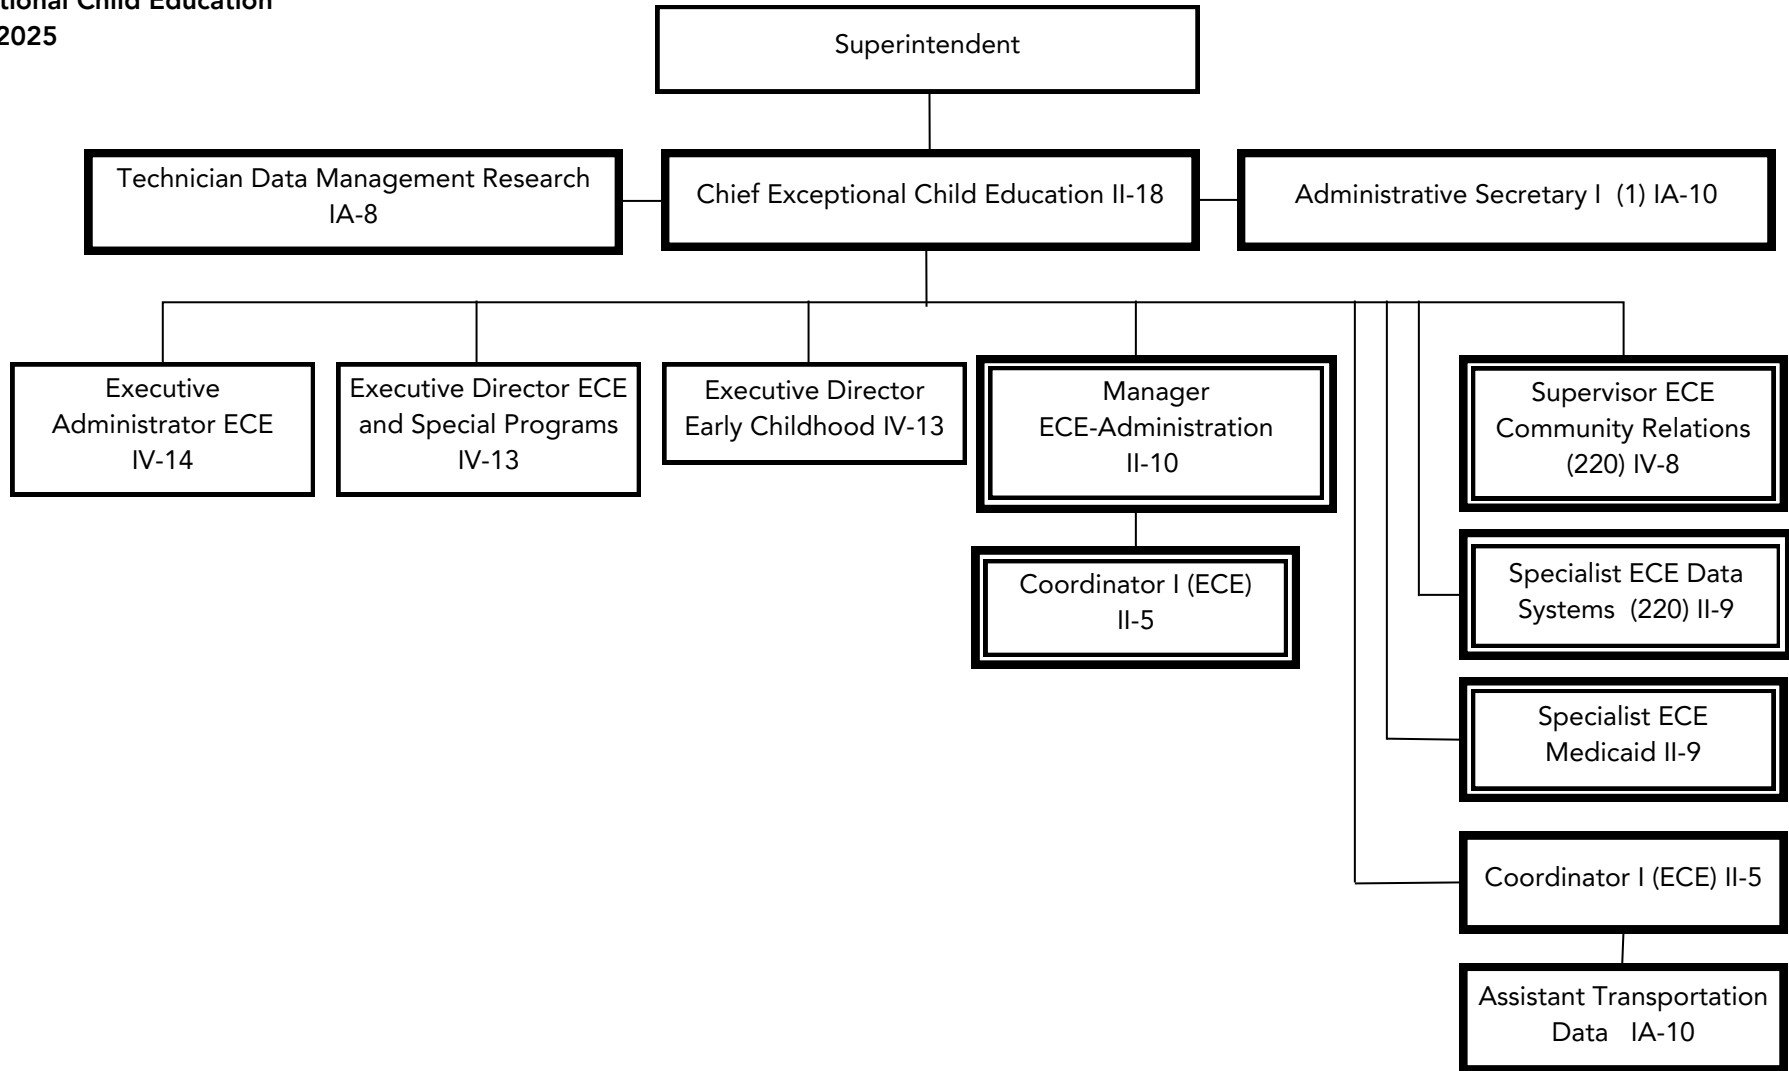 Child Education
2025
Superintendent
Technician Data Management Research
IA-8
Chief Exceptional Child Education II-18
Administrative Secretary I (1) IA-10
Executive
Administrator ECE
IV-14
Executive Director ECE
and Special Programs
IV-13
Executive Director
Early Childhood IV-13
Manager
ECE-Administration
II-10
Supervisor ECE
Community Relations
(220) IV-8
Coordinator I (ECE)
II-5
Specialist ECE Data
Systems (220) II-9
Specialist ECE
Medicaid II-9
Coordinator I (ECE) II-5
Assistant Transportation
Data IA-10